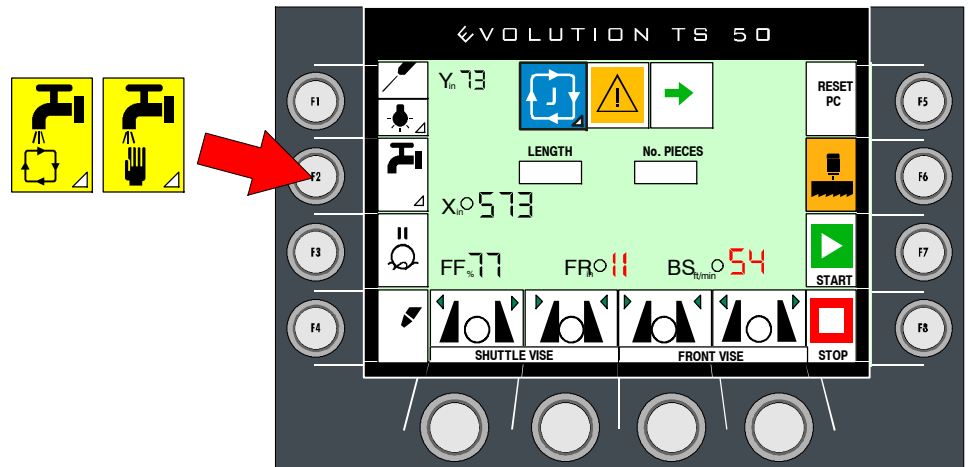 EVOLUTION TS 50
Yin 73
J
RESET
PC
F1
F5
LENGTH
No. PIECES
F2
F6
Xin 573
F3
F7
FF% 77
FRin 11
BSft/min 54
START
F4
F8
SHUTTLE VISE
FRONT VISE
STOP